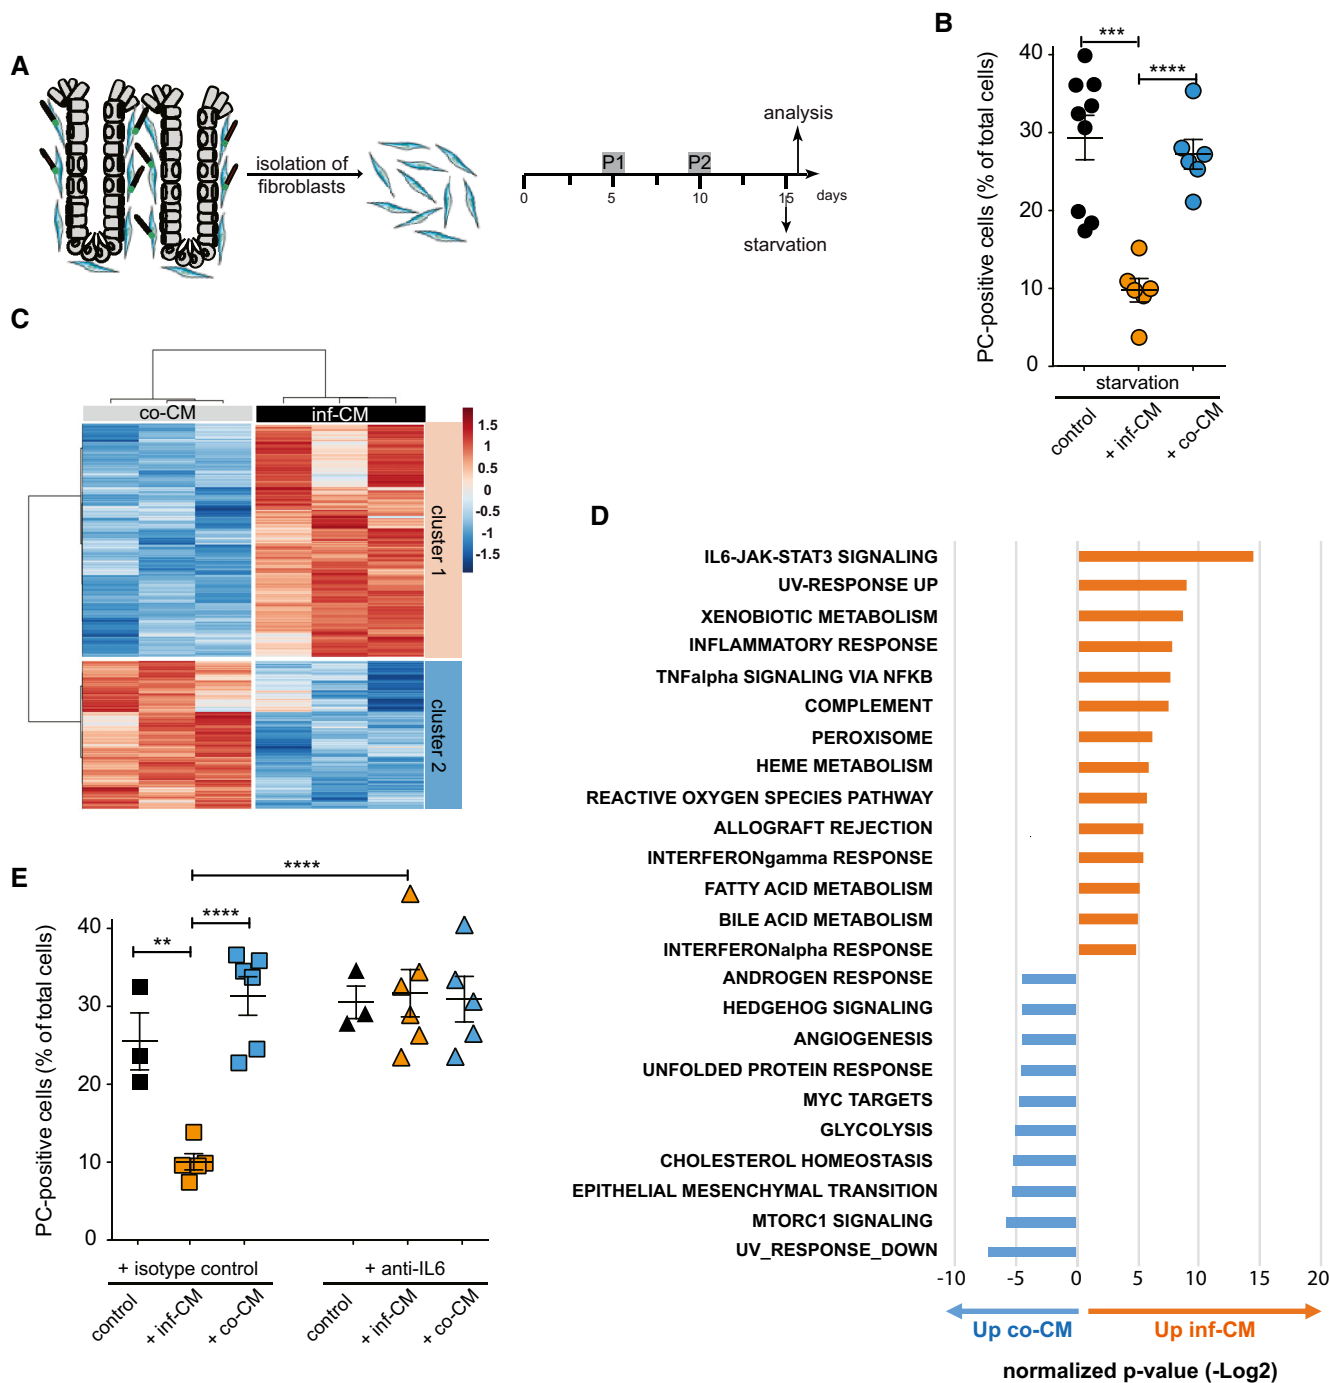 A
isolation of
fibroblasts
P1
P2
analysis
0
5
10
15
days
starvation
B
PC-positive cells (% of total cells)
40
30
20
10
0
***
****
starvation
control
+ inf-CM
+ co-CM
C
co-CM
inf-CM
cluster 1
cluster 2
1.5
1
0.5
0
-0.5
-1
-1.5
D
IL6-JAK-STAT3 SIGNALING
UV-RESPONSE UP
XENOBIOTIC METABOLISM
INFLAMMATORY RESPONSE
TNFalpha SIGNALING VIA NFKB
COMPLEMENT
PEROXISOME
HEME METABOLISM
REACTIVE OXYGEN SPECIES PATHWAY
ALLOGRAFT REJECTION
INTERFERONgamma RESPONSE
FATTY ACID METABOLISM
BILE ACID METABOLISM
INTERFERONalpha RESPONSE
ANDROGEN RESPONSE
HEDGEHOG SIGNALING
ANGIOGENESIS
UNFOLDED PROTEIN RESPONSE
MYC TARGETS
GLYCOLYSIS
CHOLESTEROL HOMEOSTASIS
EPITHELIAL MESENCHYMAL TRANSITION
MTORC1 SIGNALING
UV_RESPONSE_DOWN
-10
-5
0
5
10
15
20
Up co-CM
Up inf-CM
normalized p-value (-Log2)
E
PC-positive cells (% of total cells)
40
30
20
10
0
**
****
****
+ isotype control
+ anti-IL6
control
+ inf-CM
+ co-CM
control
+ inf-CM
+ co-CM